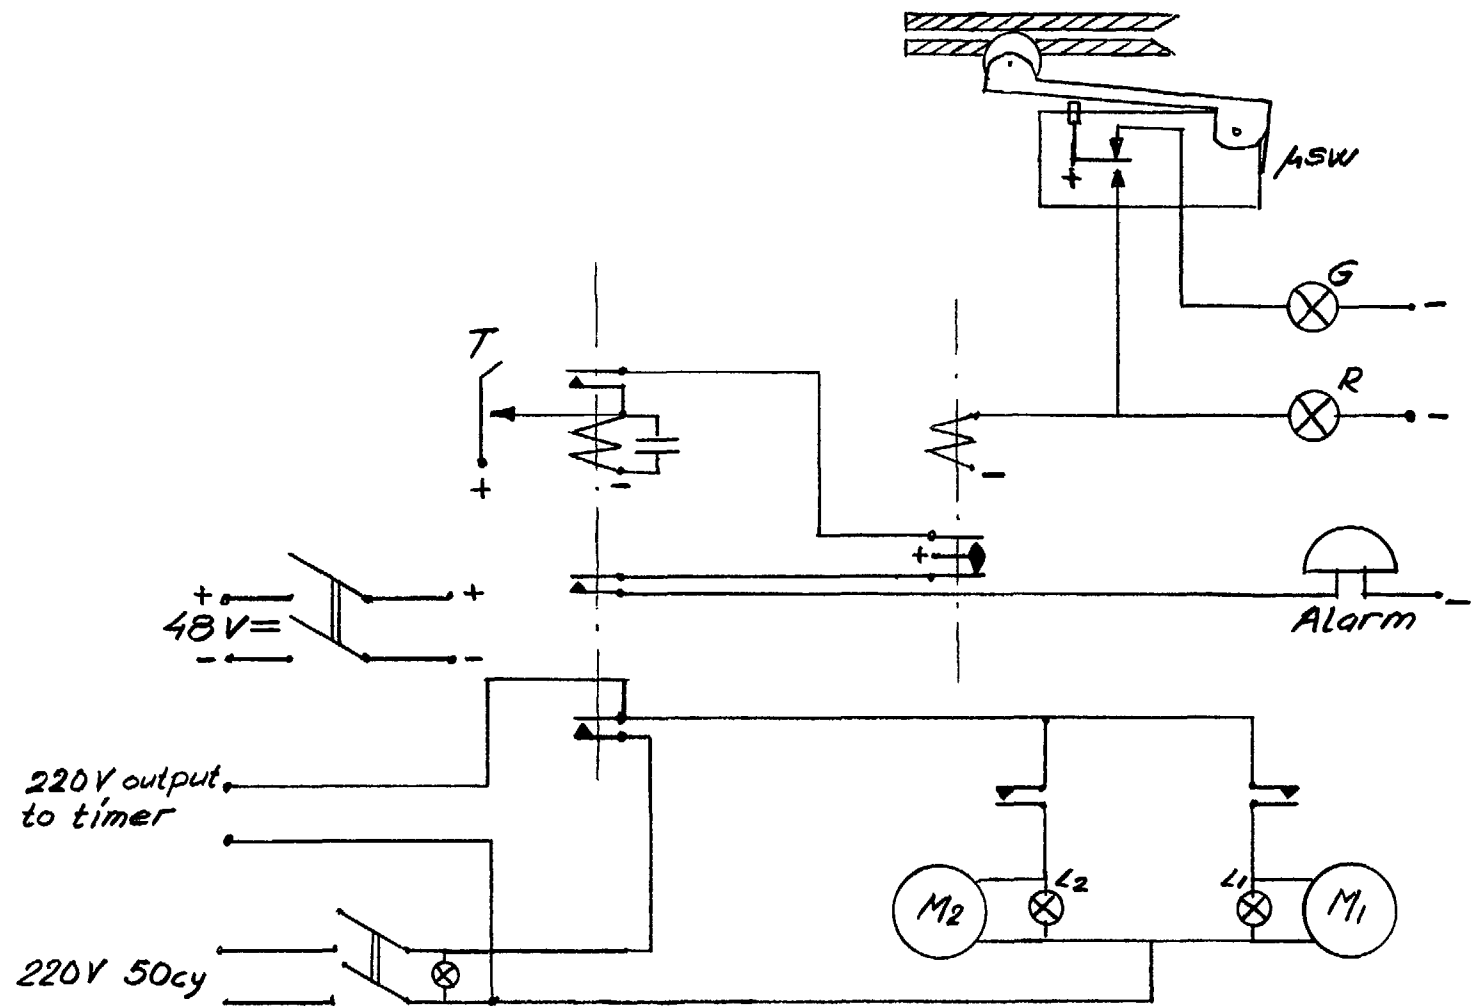 μSW
G
−
T
R
−
+
−
−
+
+
+
+
48V=
−
−
−
Alarm
220V output
to timer
L2
L1
M2
M1
220V 50cy